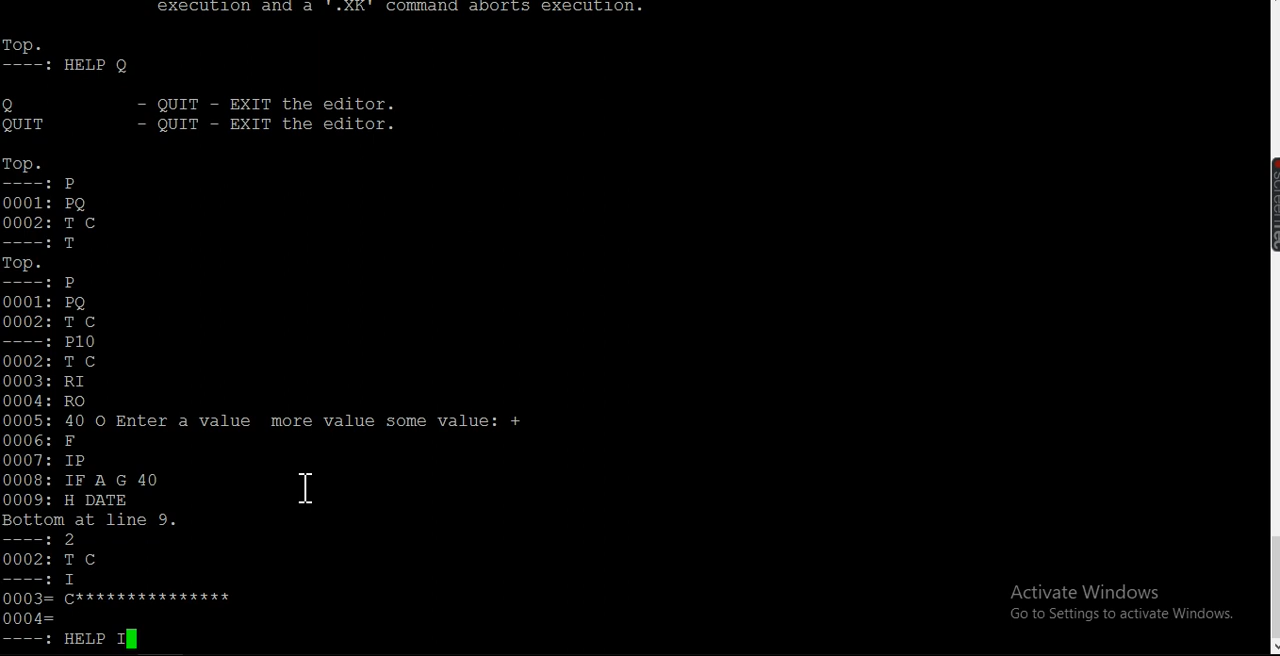 execution and a '.XK' command aborts execution.
Top.
----: HELP Q
Q - QUIT - EXIT the editor.
QUIT - QUIT - EXIT the editor.
Top.
----: P
0001: PQ
0002: T C
----: T
Top.
----: P
0001: PQ
0002: T C
----: P10
0002: T C
0003: RI
0004: RO
0005: 40 O Enter a value  more value some value: +
0006: F
0007: IP
0008: IF A G 40
0009: H DATE
Bottom at line 9.
----: 2
0002: T C
----: I
0003= C***************
0004=
----: HELP I
Activate Windows
Go to Settings to activate Windows.
screenrec